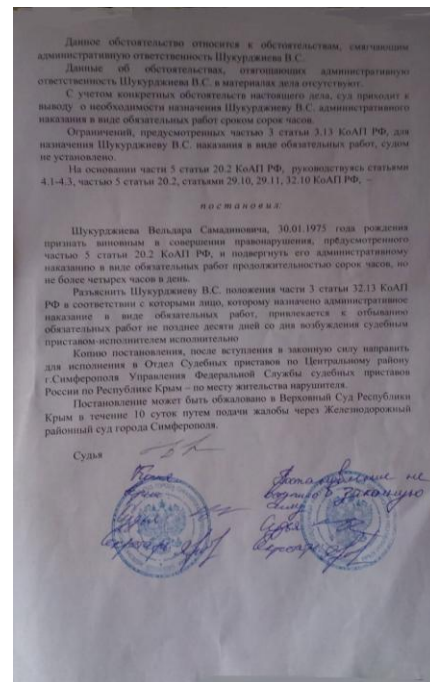 Данное обстоятельство относится к обстоятельствам, смягчающим
административную ответственность Шукурджиева В.С.
Данные об обстоятельствах, отягощающих административную
ответственность Шукурджиева В.С. в материалах дела отсутствуют.
С учетом конкретных обстоятельств настоящего дела, суд приходит к
выводу о необходимости назначения Шукурджиеву В.С. административного
наказания в виде обязательных работ сроком сорок часов.
Ограничений, предусмотренных частью 3 статьи 3.13 КоАП РФ, для
назначения Шукурджиеву В.С. наказания в виде обязательных работ, судом
не установлено.
На основании части 5 статьи 20.2 КоАП РФ, руководствуясь статьями
4.1-4.3, частью 5 статьи 20.2, статьями 29.10, 29.11, 32.10 КоАП РФ, –
постановил:
Шукурджиева Вельдара Самадиновича, 30.01.1975 года рождения
признать виновным в совершении правонарушения, предусмотренного
частью 5 статьи 20.2 КоАП РФ, и подвергнуть его административному
наказанию в виде обязательных работ продолжительностью сорок часов, но
не более четырех часов в день.
Разъяснить Шукурджиеву В.С. положения части 3 статьи 32.13 КоАП
РФ в соответствии с которыми лицо, которому назначено административное
наказание в виде обязательных работ, привлекается к отбыванию
обязательных работ не позднее десяти дней со дня возбуждения судебным
приставом-исполнителем исполнительно
Копию постановления, после вступления в законную силу направить
для исполнения в Отдел Судебных приставов по Центральному району
г.Симферополя Управления Федеральной Службы судебных приставов
России по Республике Крым – по месту жительства нарушителя.
Постановление может быть обжаловано в Верховный Суд Республики
Крым в течение 10 суток путем подачи жалобы через Железнодорожный
районный суд города Симферополя.
Судья
Копия
верна
Судья
Секретарь
Постановление не
вступило в законную
силу
Судья
Секретарь